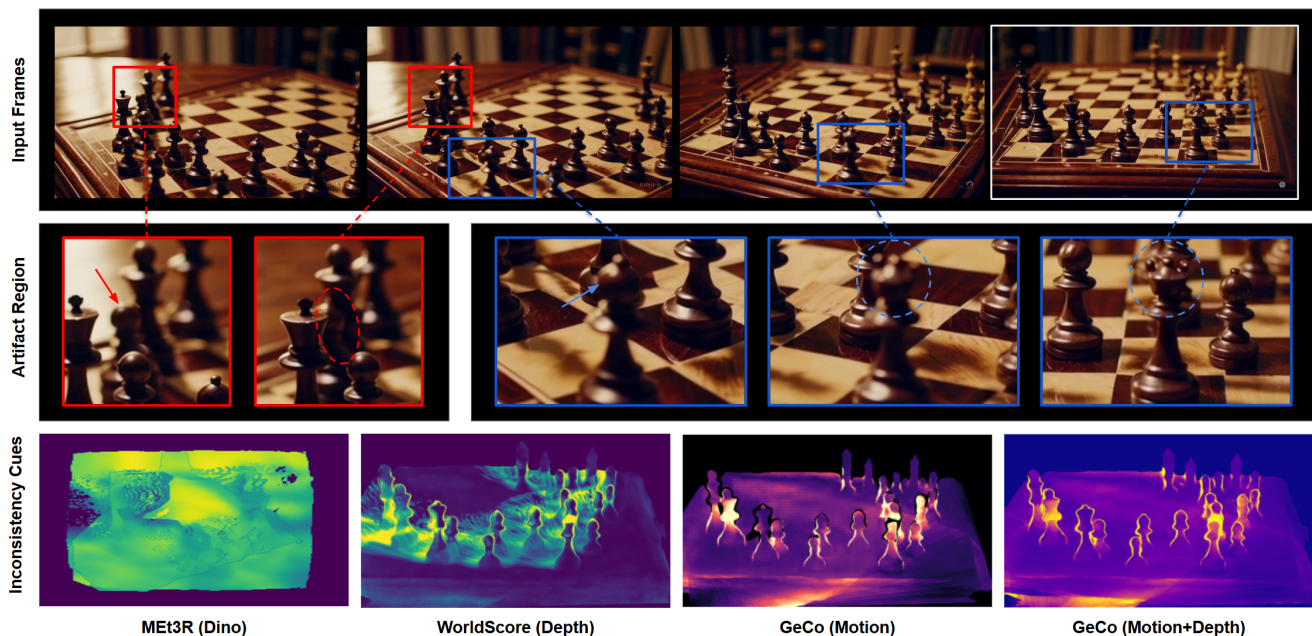 Input Frames
Artifact Region
Inconsistency Cues
MEt3R (Dino)
WorldScore (Depth)
GeCo (Motion)
GeCo (Motion+Depth)